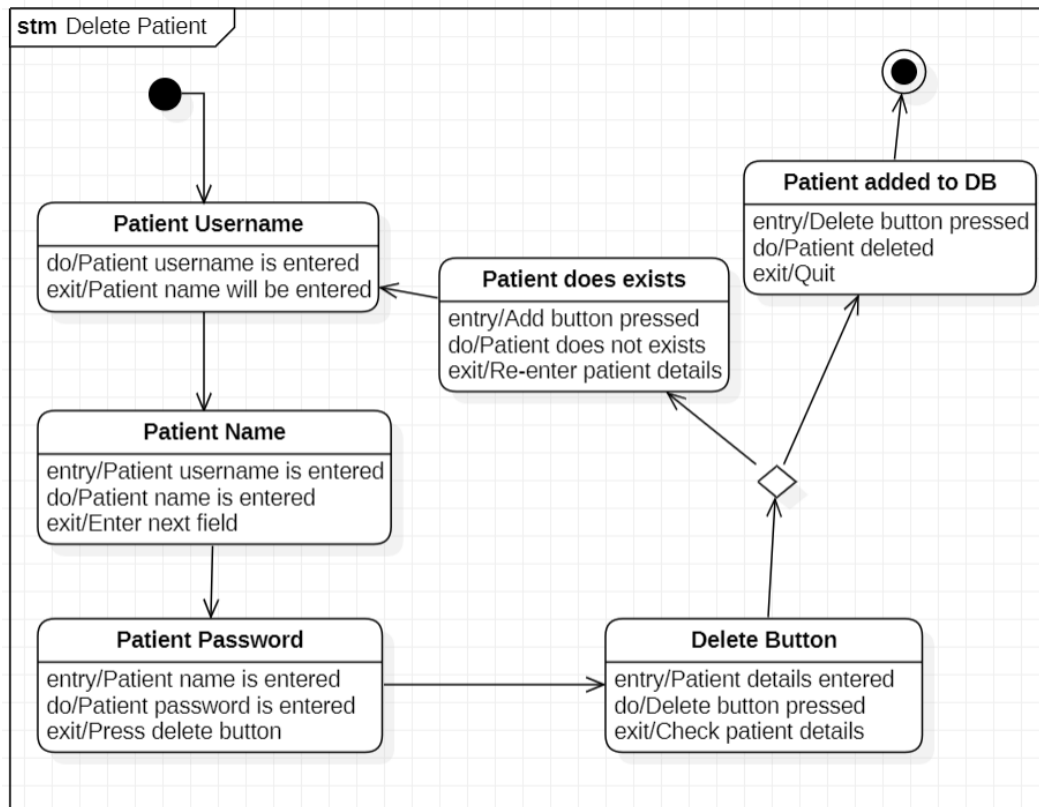 stm Delete Patient
Patient Username
do/Patient username is entered
exit/Patient name will be entered
Patient does exists
entry/Add button pressed
do/Patient does not exists
exit/Re-enter patient details
Patient added to DB
entry/Delete button pressed
do/Patient deleted
exit/Quit
Patient Name
entry/Patient username is entered
do/Patient name is entered
exit/Enter next field
Patient Password
entry/Patient name is entered
do/Patient password is entered
exit/Press delete button
Delete Button
entry/Patient details entered
do/Delete button pressed
exit/Check patient details